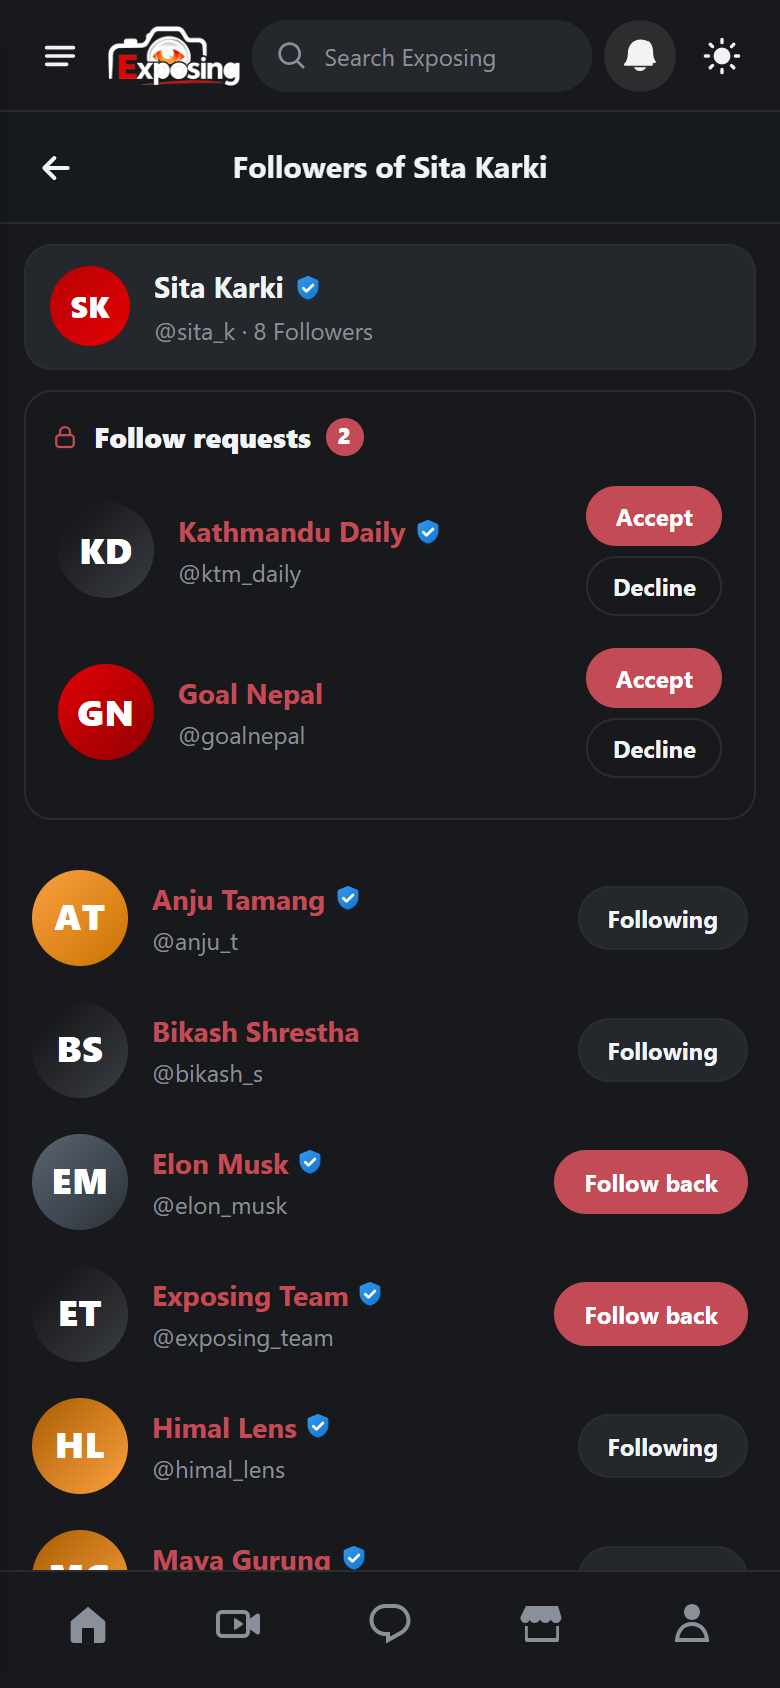 Exposing
Search Exposing
Followers of Sita Karki
SK
Sita Karki
@sita_k · 8 Followers
Follow requests 2
KD
Kathmandu Daily
@ktm_daily
Accept
Decline
GN
Goal Nepal
@goalnepal
Accept
Decline
AT
Anju Tamang
@anju_t
Following
BS
Bikash Shrestha
@bikash_s
Following
EM
Elon Musk
@elon_musk
Follow back
ET
Exposing Team
@exposing_team
Follow back
HL
Himal Lens
@himal_lens
Following
MG
Maya Gurung